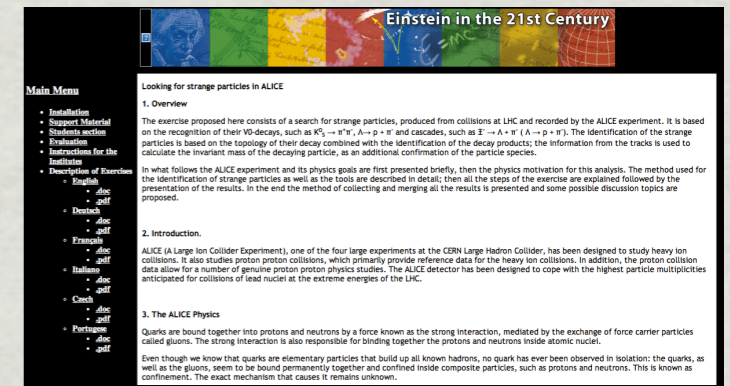 Einstein in the 21st Century
Main Menu
Installation
Support Material
Students section
Evaluation
Instructions for the
Institutes
Description of Exercises
English
.doc
.pdf
Deutsch
.doc
.pdf
Français
.doc
.pdf
Italiano
.doc
.pdf
Czech
.doc
.pdf
Portugese
.doc
.pdf
Looking for strange particles in ALICE
1. Overview
The exercise proposed here consists of a search for strange particles, produced from collisions at LHC and recorded by the ALICE experiment. It is based
on the recognition of their V0-decays, such as K⁰s → π⁺π⁻, Λ→ p + π⁻ and cascades, such as Ξ⁻ → Λ + π⁻ ( Λ → p + π⁻). The identification of the strange
particles is based on the topology of their decay combined with the identification of the decay products; the information from the tracks is used to
calculate the invariant mass of the decaying particle, as an additional confirmation of the particle species.
In what follows the ALICE experiment and its physics goals are first presented briefly, then the physics motivation for this analysis. The method used for
the identification of strange particles as well as the tools are described in detail; then all the steps of the exercise are explained followed by the
presentation of the results. In the end the method of collecting and merging all the results is presented and some possible discussion topics are
proposed.
2. Introduction.
ALICE (A Large Ion Collider Experiment), one of the four large experiments at the CERN Large Hadron Collider, has been designed to study heavy ion
collisions. It also studies proton proton collisions, which primarily provide reference data for the heavy ion collisions. In addition, the proton collision
data allow for a number of genuine proton proton physics studies. The ALICE detector has been designed to cope with the highest particle multiplicities
anticipated for collisions of lead nuclei at the extreme energies of the LHC.
3. The ALICE Physics
Quarks are bound together into protons and neutrons by a force known as the strong interaction, mediated by the exchange of force carrier particles
called gluons. The strong interaction is also responsible for binding together the protons and neutrons inside atomic nuclei.
Even though we know that quarks are elementary particles that build up all known hadrons, no quark has ever been observed in isolation: the quarks, as
well as the gluons, seem to be bound permanently together and confined inside composite particles, such as protons and neutrons. This is known as
confinement. The exact mechanism that causes it remains unknown.